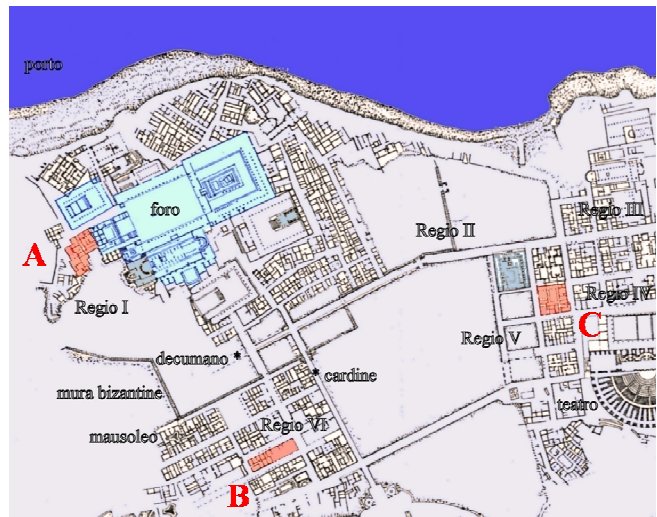 porto
foro
Regio II
Regio III
A
Regio I
Regio IV
C
Regio V
decumano *
* cardine
mura bizantine
teatro
mausoleo
Regio VI
B